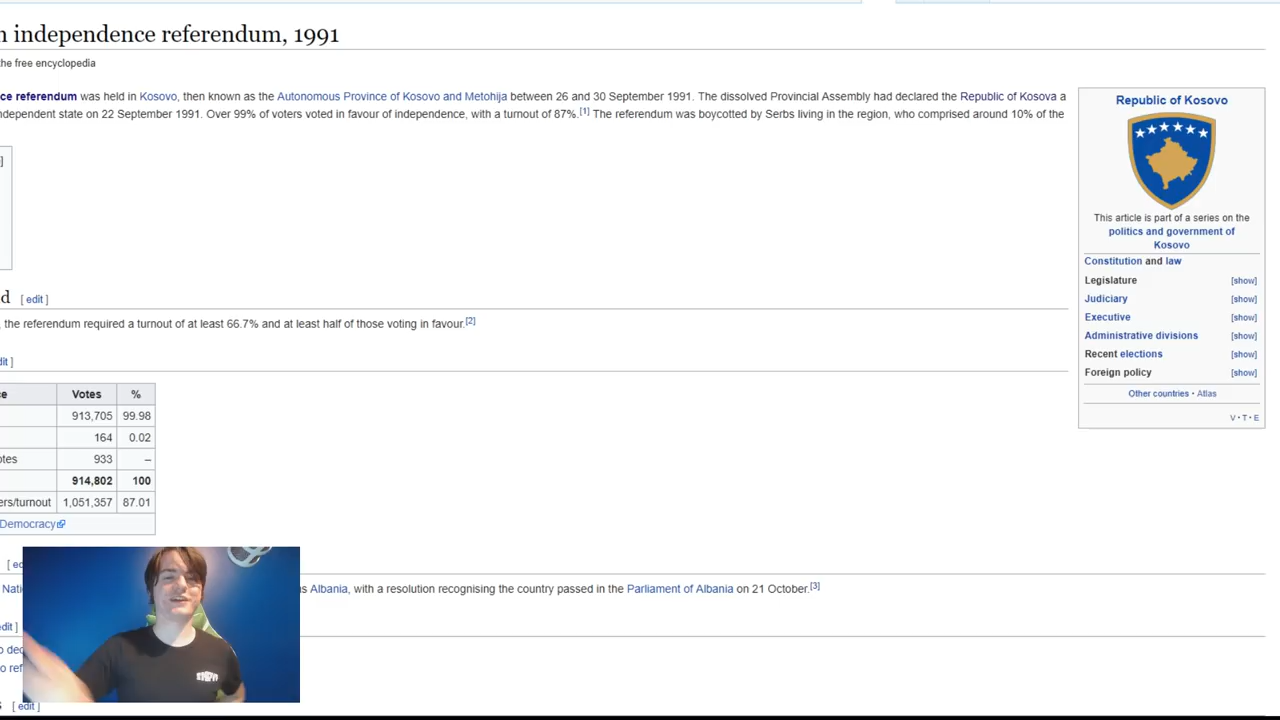 n independence referendum, 1991
he free encyclopedia
ce referendum was held in Kosovo, then known as the Autonomous Province of Kosovo and Metohija between 26 and 30 September 1991. The dissolved Provincial Assembly had declared the Republic of Kosova a
ndependent state on 22 September 1991. Over 99% of voters voted in favour of independence, with a turnout of 87%.[1] The referendum was boycotted by Serbs living in the region, who comprised around 10% of the
]
d [ edit ]
, the referendum required a turnout of at least 66.7% and at least half of those voting in favour.[2]
dit ]
e Votes %
913,705 99.98
164 0.02
otes 933 –
914,802 100
ers/turnout 1,051,357 87.01
Democracy
[ ed
Nati
s Albania, with a resolution recognising the country passed in the Parliament of Albania on 21 October.[3]
edit ]
o dec
o ref
s [ edit ]
Republic of Kosovo
This article is part of a series on the
politics and government of
Kosovo
Constitution and law
Legislature [show]
Judiciary [show]
Executive [show]
Administrative divisions [show]
Recent elections [show]
Foreign policy [show]
Other countries • Atlas
V • T • E